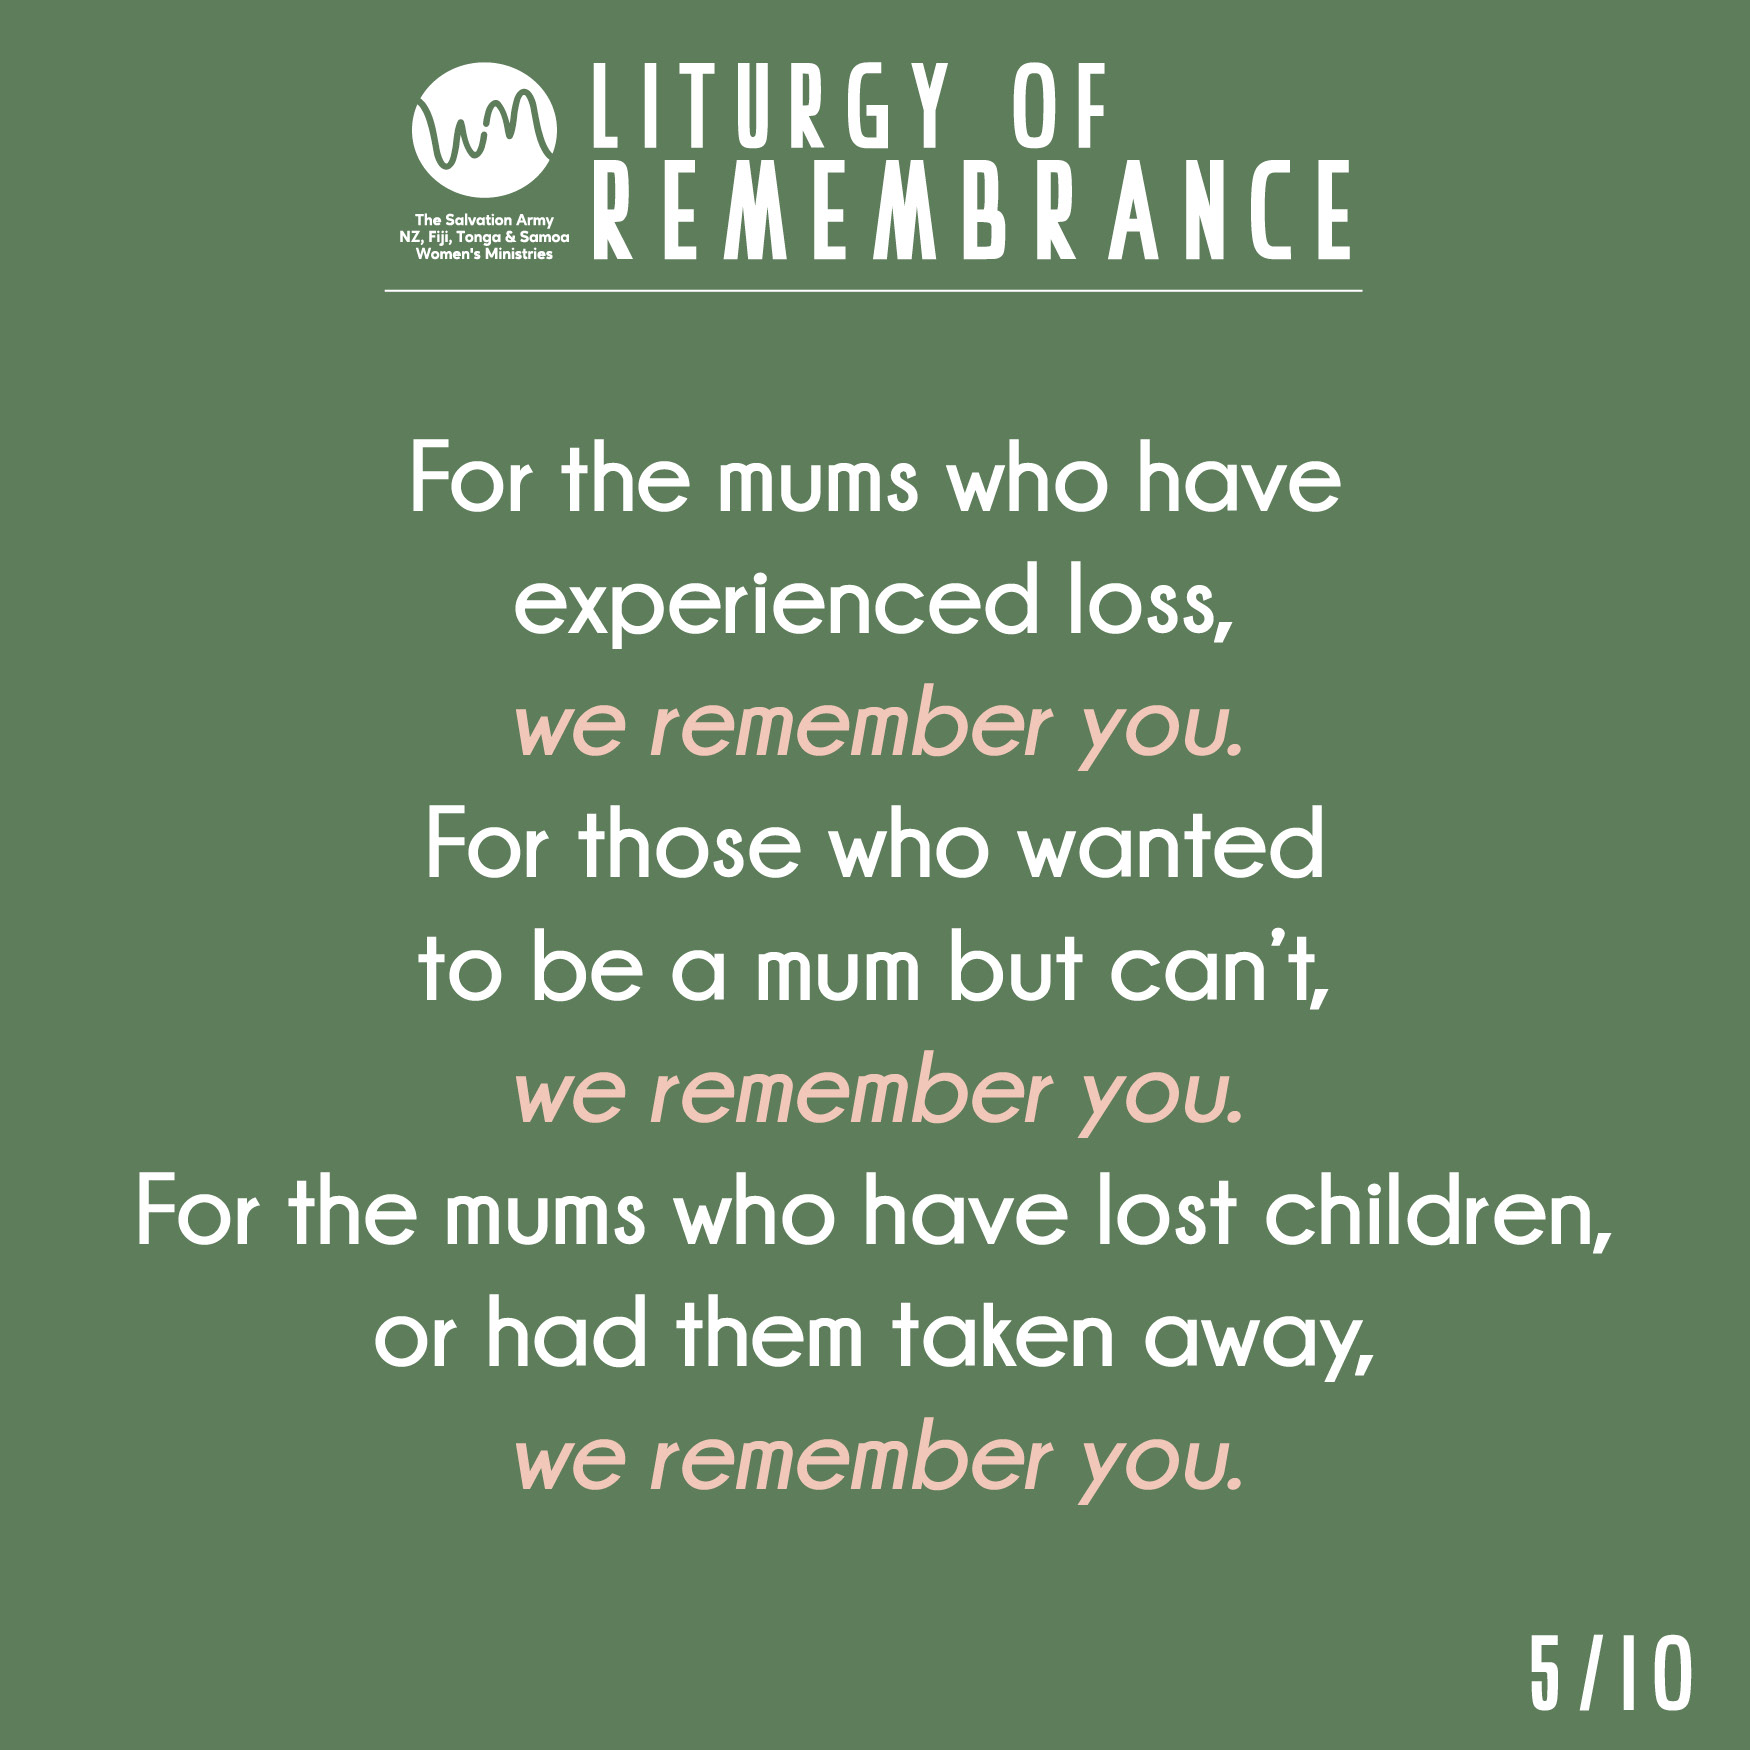 LITURGY OF
REMEMBRANCE
wm
The Salvation Army
NZ, Fiji, Tonga & Samoa
Women's Ministries
For the mums who have
experienced loss,
we remember you.
For those who wanted
to be a mum but can’t,
we remember you.
For the mums who have lost children,
or had them taken away,
we remember you.
5/10